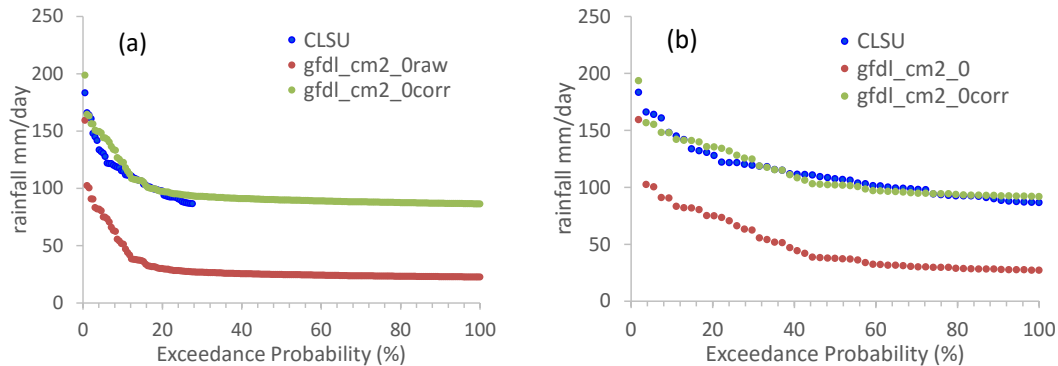 (a)
CLSU
gfdl_cm2_0raw
gfdl_cm2_0corr
rainfall mm/day
250
200
150
100
50
0
0 20 40 60 80 100
Exceedance Probability (%)
(b)
CLSU
gfdl_cm2_0
gfdl_cm2_0corr
rainfall mm/day
250
200
150
100
50
0
0 20 40 60 80 100
Exceedance Probability (%)